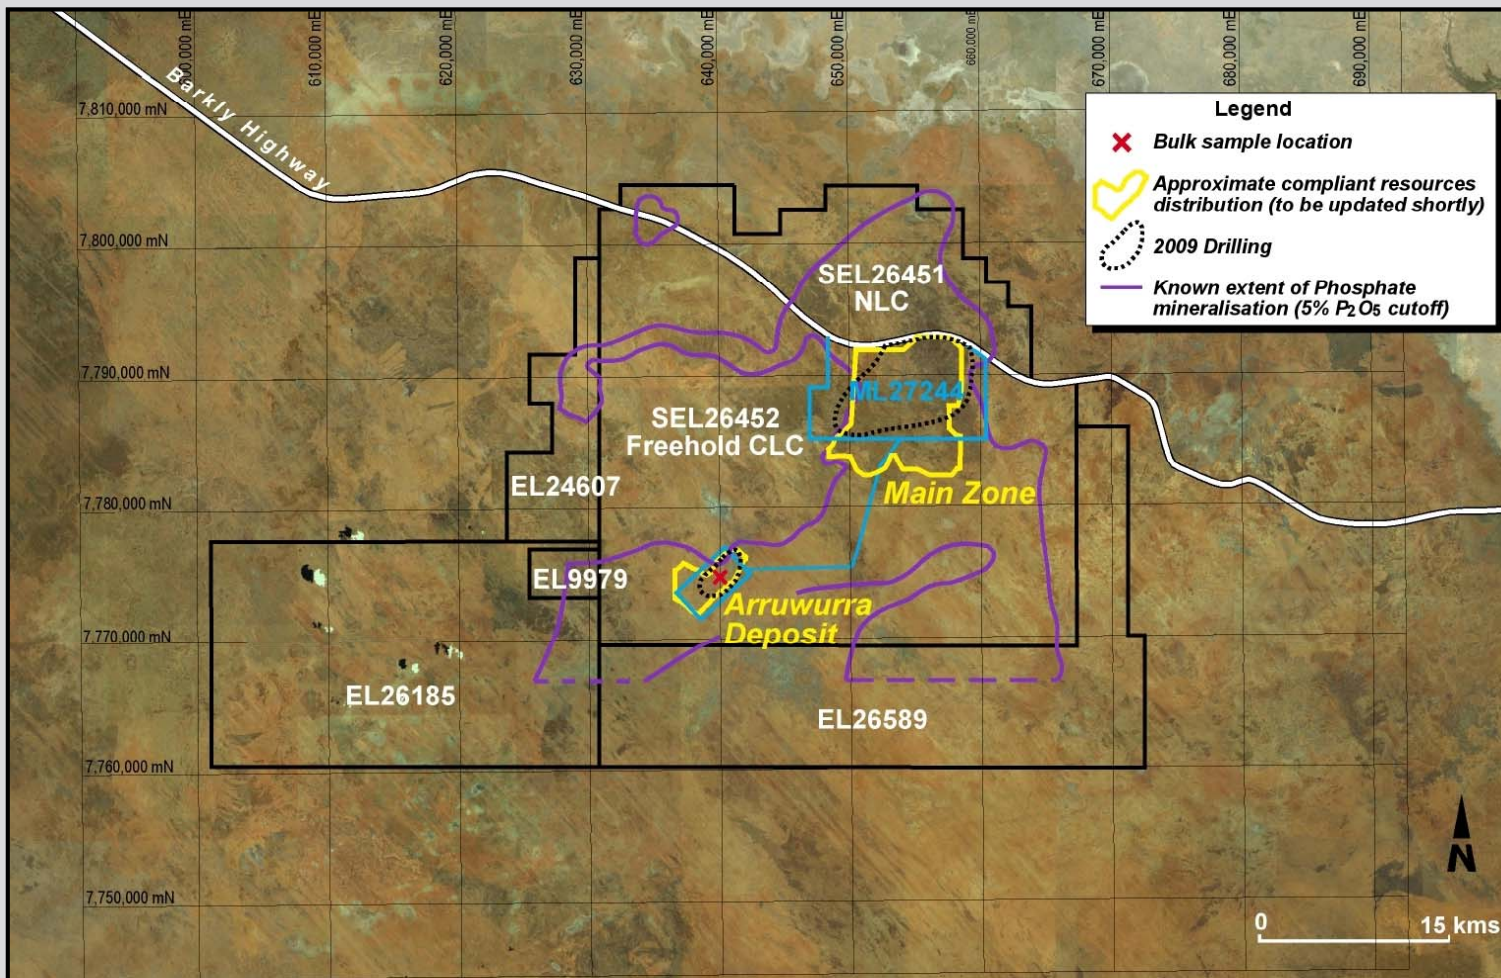 600,000 mE
610,000 mE
620,000 mE
630,000 mE
640,000 mE
650,000 mE
660,000 mE
670,000 mE
680,000 mE
690,000 mE
Barkly Highway
7,810,000 mN
7,800,000 mN
7,790,000 mN
7,780,000 mN
7,770,000 mN
7,760,000 mN
7,750,000 mN
Legend
Bulk sample location
Approximate compliant resources
distribution (to be updated shortly)
2009 Drilling
Known extent of Phosphate
mineralisation (5% P₂O₅ cutoff)
SEL26451
NLC
ML27244
SEL26452
Freehold CLC
EL24607
Main Zone
EL9979
Arruwurra
Deposit
EL26185
EL26589
N
0 15 kms